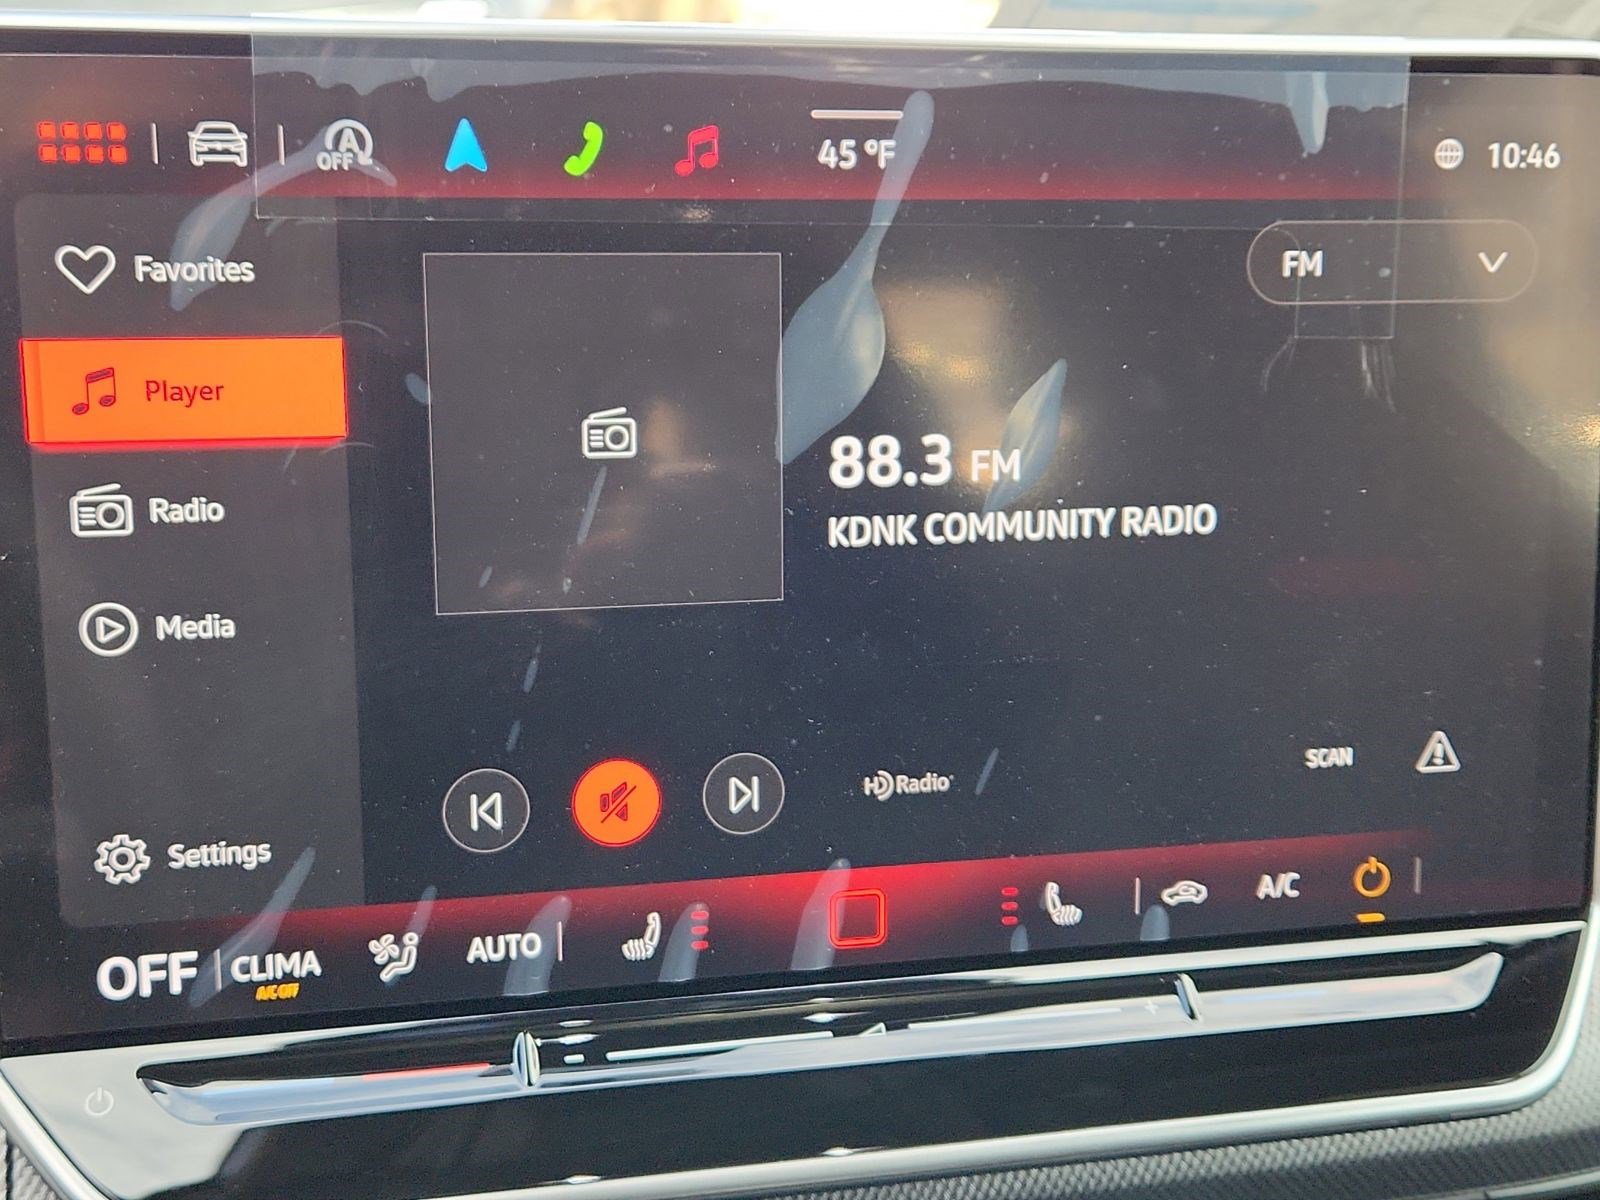 A
OFF
45 °F
10:46
Favorites
FM
Player
88.3 FM
Radio
KDNK COMMUNITY RADIO
Media
SCAN
HD Radio
Settings
OFF
CLIMA
A/C OFF
AUTO
A/C